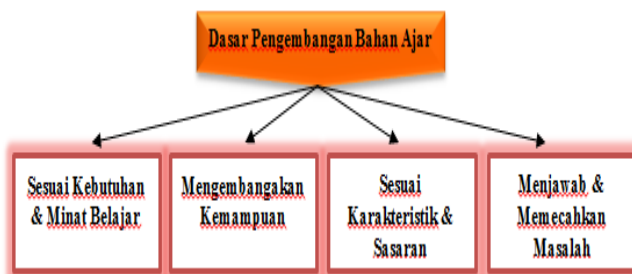 Dasar Pengembangan Bahan Ajar
Sesuai Kebutuhan
& Minat Belajar
Mengembangakan
Kemampuan
Sesuai
Karakteristik &
Sasaran
Menjawab &
Memecahkan
Masalah